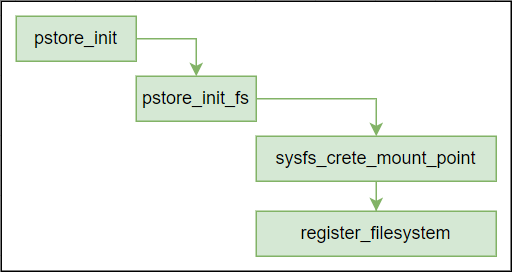 pstore_init
pstore_init_fs
sysfs_crete_mount_point
register_filesystem